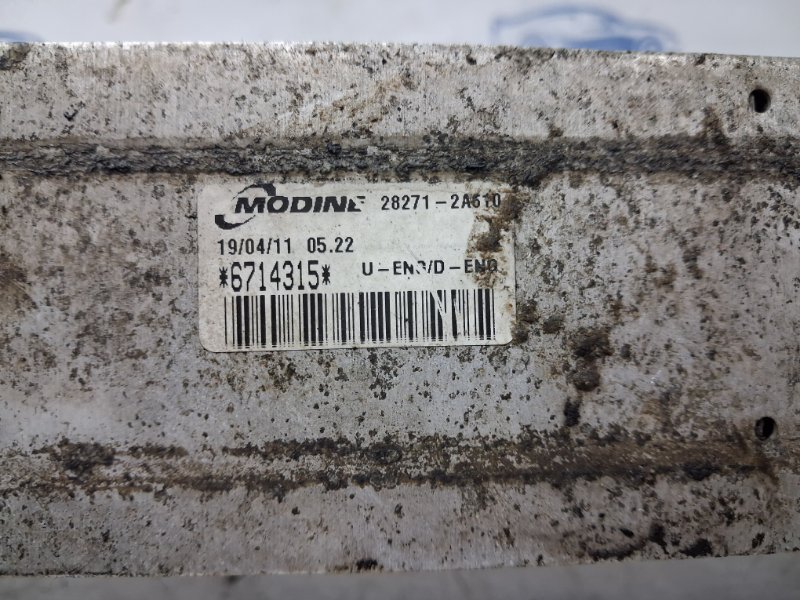 MODINE 28271-2A610
19/04/11 05.22
*6714315* U-ENG/D-ENG